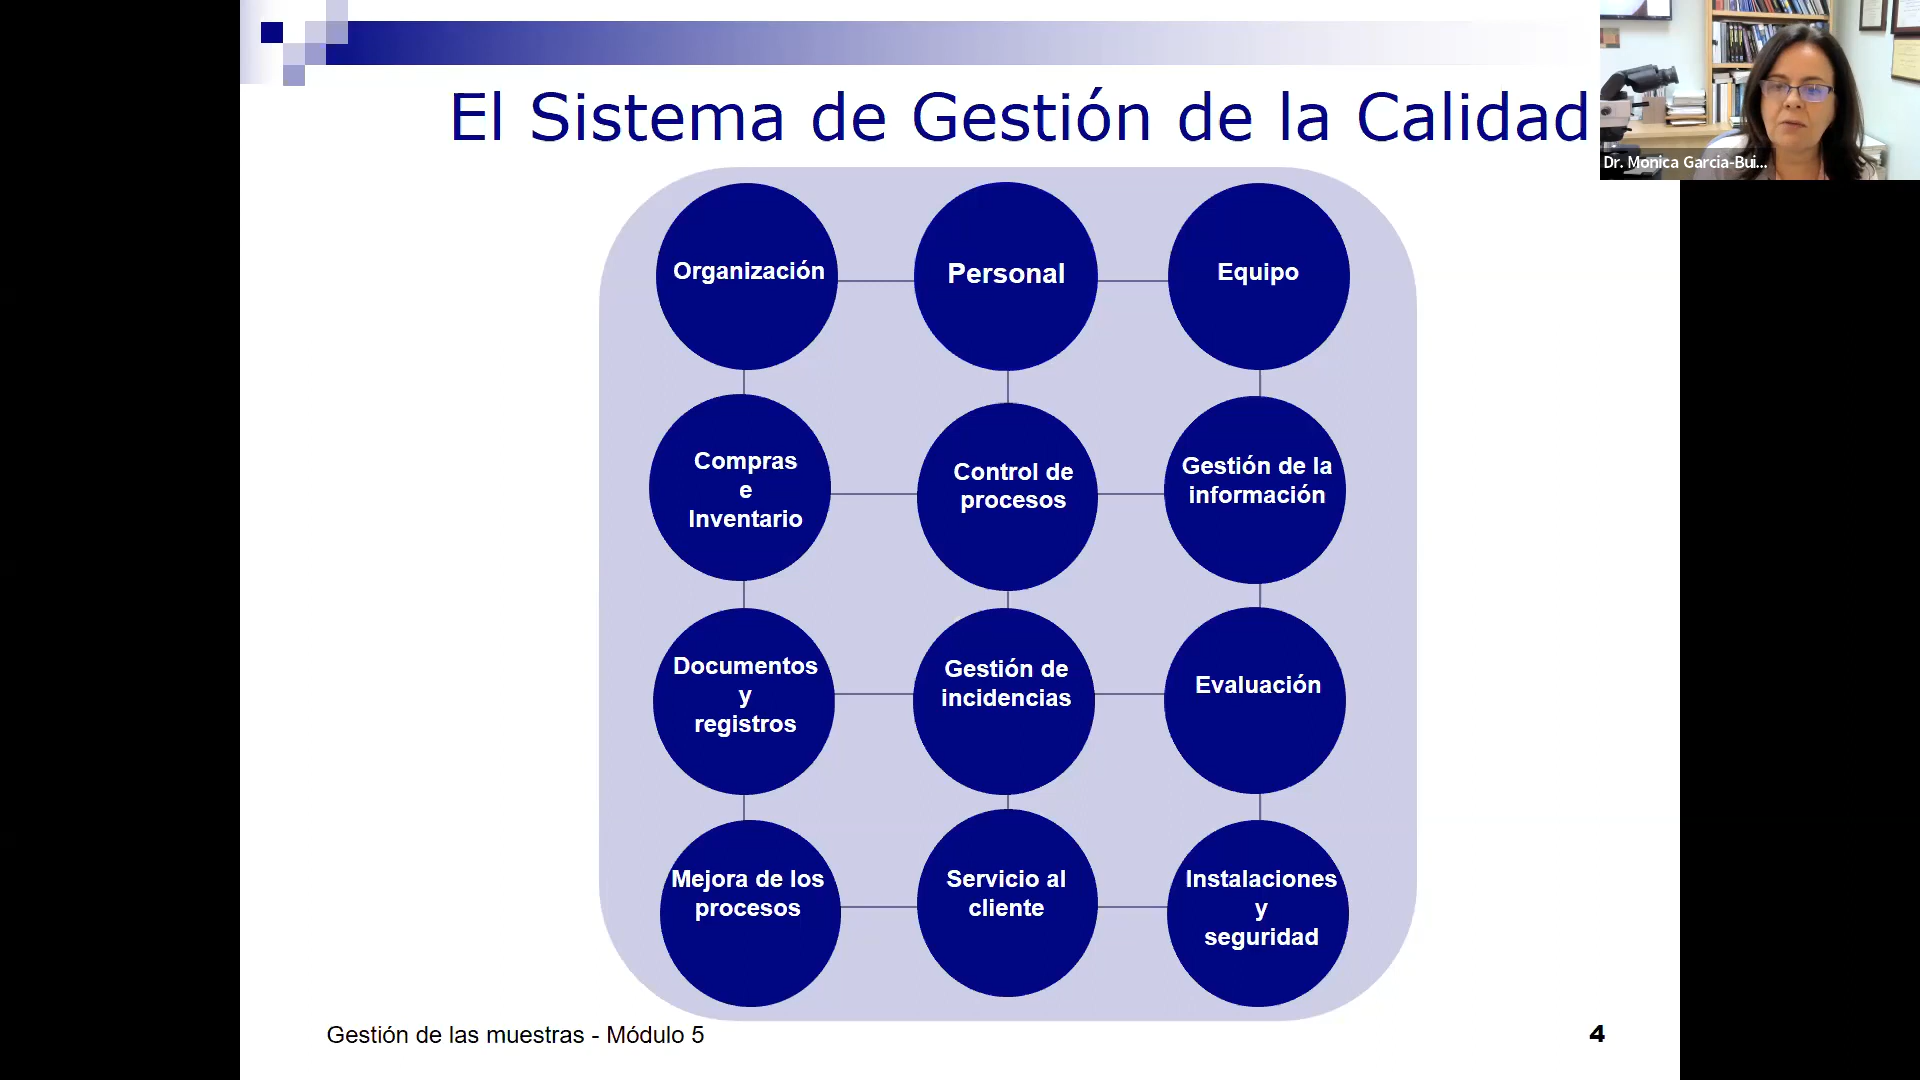 El Sistema de Gestión de la Calidad
Dr. Monica Garcia-Bui...
Organización
Personal
Equipo
Compras
e
Inventario
Control de
procesos
Gestión de la
información
Documentos
y
registros
Gestión de
incidencias
Evaluación
Mejora de los
procesos
Servicio al
cliente
Instalaciones
y
seguridad
Gestión de las muestras - Módulo 5
4